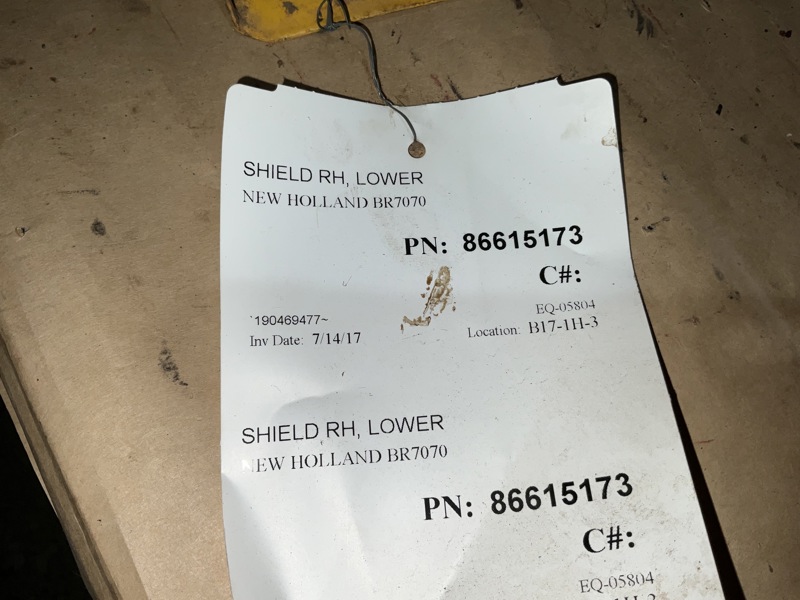 SHIELD RH, LOWER
NEW HOLLAND BR7070
PN: 86615173
C#:
EQ-05804
`190469477~
Inv Date: 7/14/17
Location: B17-1H-3
SHIELD RH, LOWER
NEW HOLLAND BR7070
PN: 86615173
C#:
EQ-05804